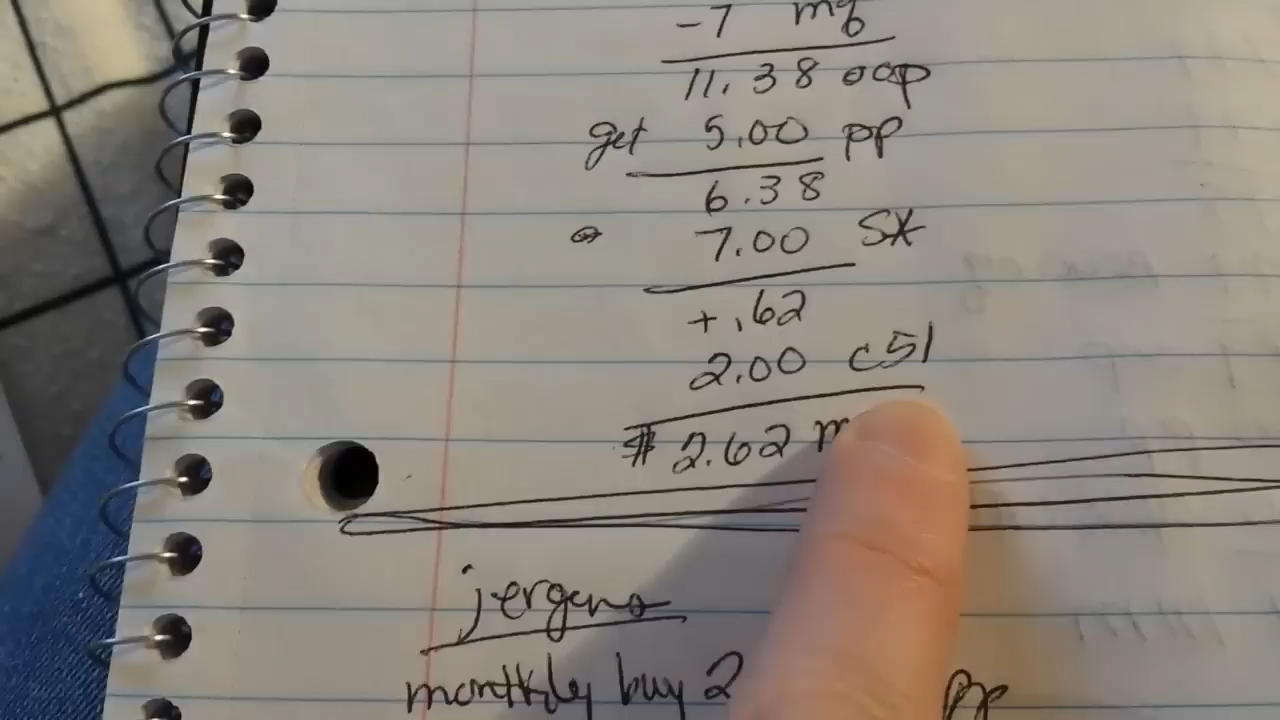 -7 mq
11.38 oop
get 5.00 pp
6.38
7.00 SK
+.62
2.00 c51
$2.62
jergens
monthly buy 2